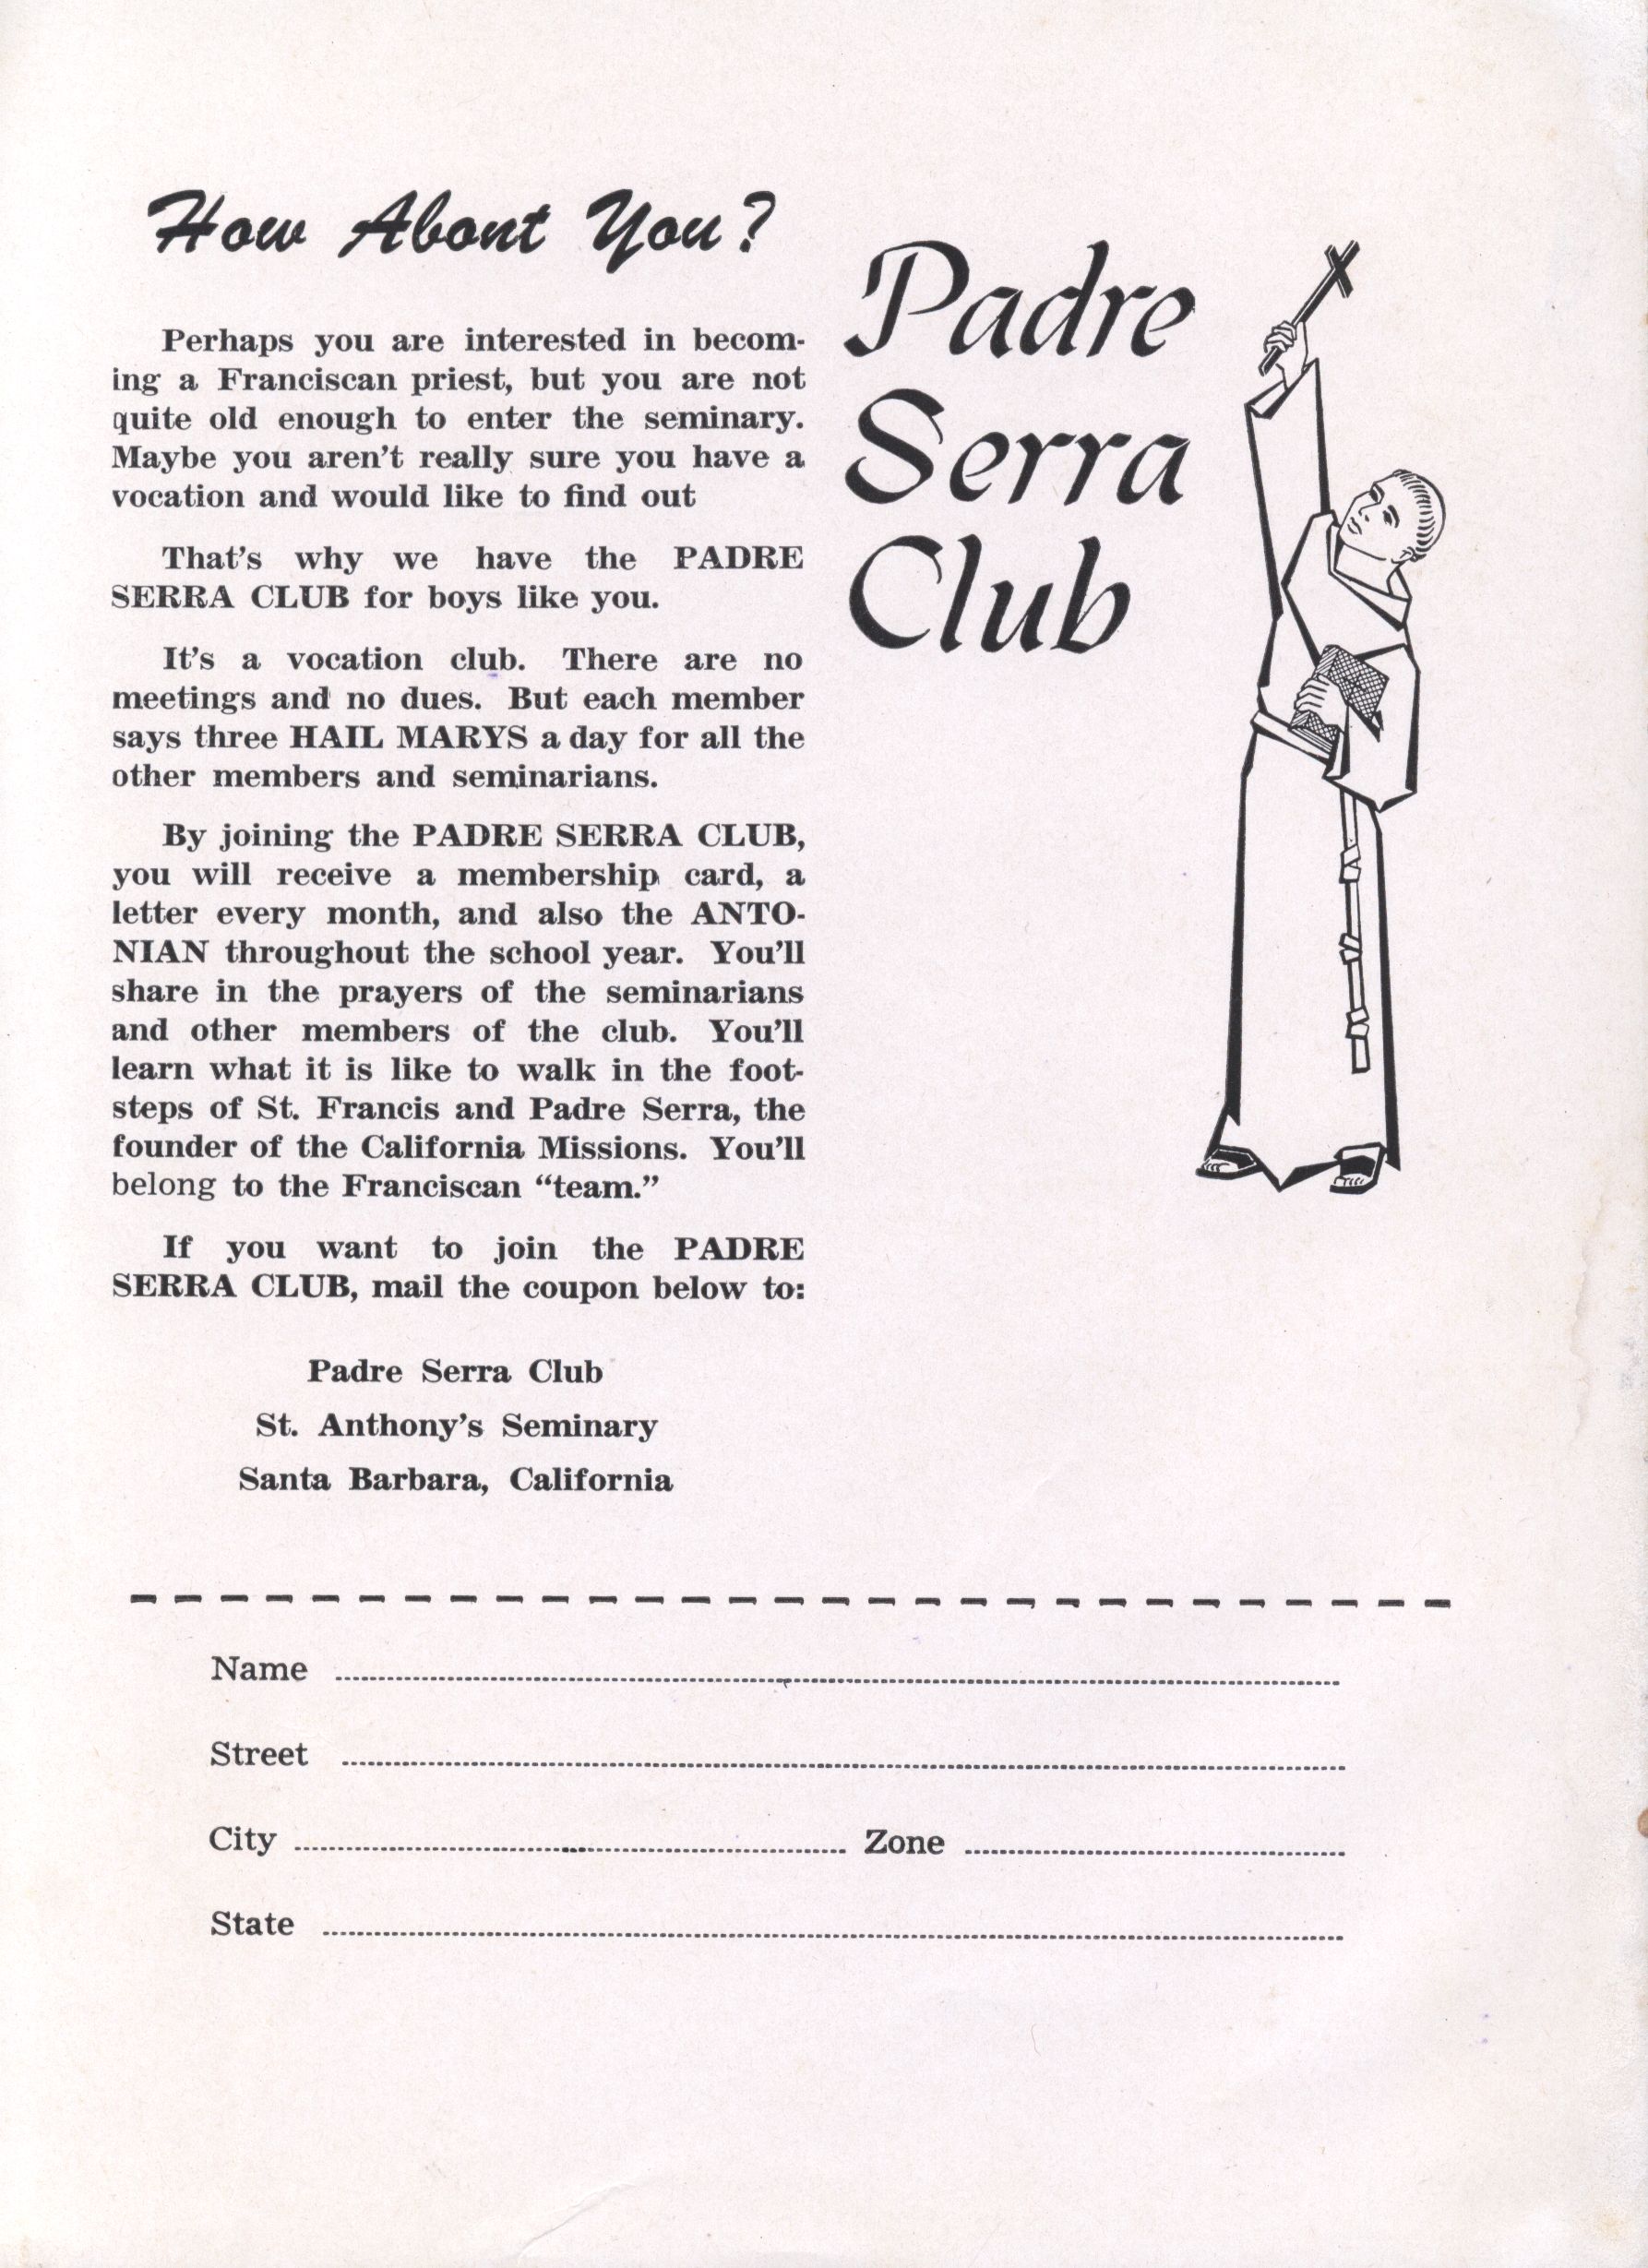 How About You?
Perhaps you are interested in becom-
ing a Franciscan priest, but you are not
quite old enough to enter the seminary.
Maybe you aren't really sure you have a
vocation and would like to find out
That's why we have the PADRE
SERRA CLUB for boys like you.
It's a vocation club. There are no
meetings and no dues. But each member
says three HAIL MARYS a day for all the
other members and seminarians.
By joining the PADRE SERRA CLUB,
you will receive a membership card, a
letter every month, and also the ANTO-
NIAN throughout the school year. You'll
share in the prayers of the seminarians
and other members of the club. You'll
learn what it is like to walk in the foot-
steps of St. Francis and Padre Serra, the
founder of the California Missions. You'll
belong to the Franciscan “team.”
If you want to join the PADRE
SERRA CLUB, mail the coupon below to:
Padre Serra Club
St. Anthony's Seminary
Santa Barbara, California
Padre
Serra
Club
Name
Street
City Zone
State